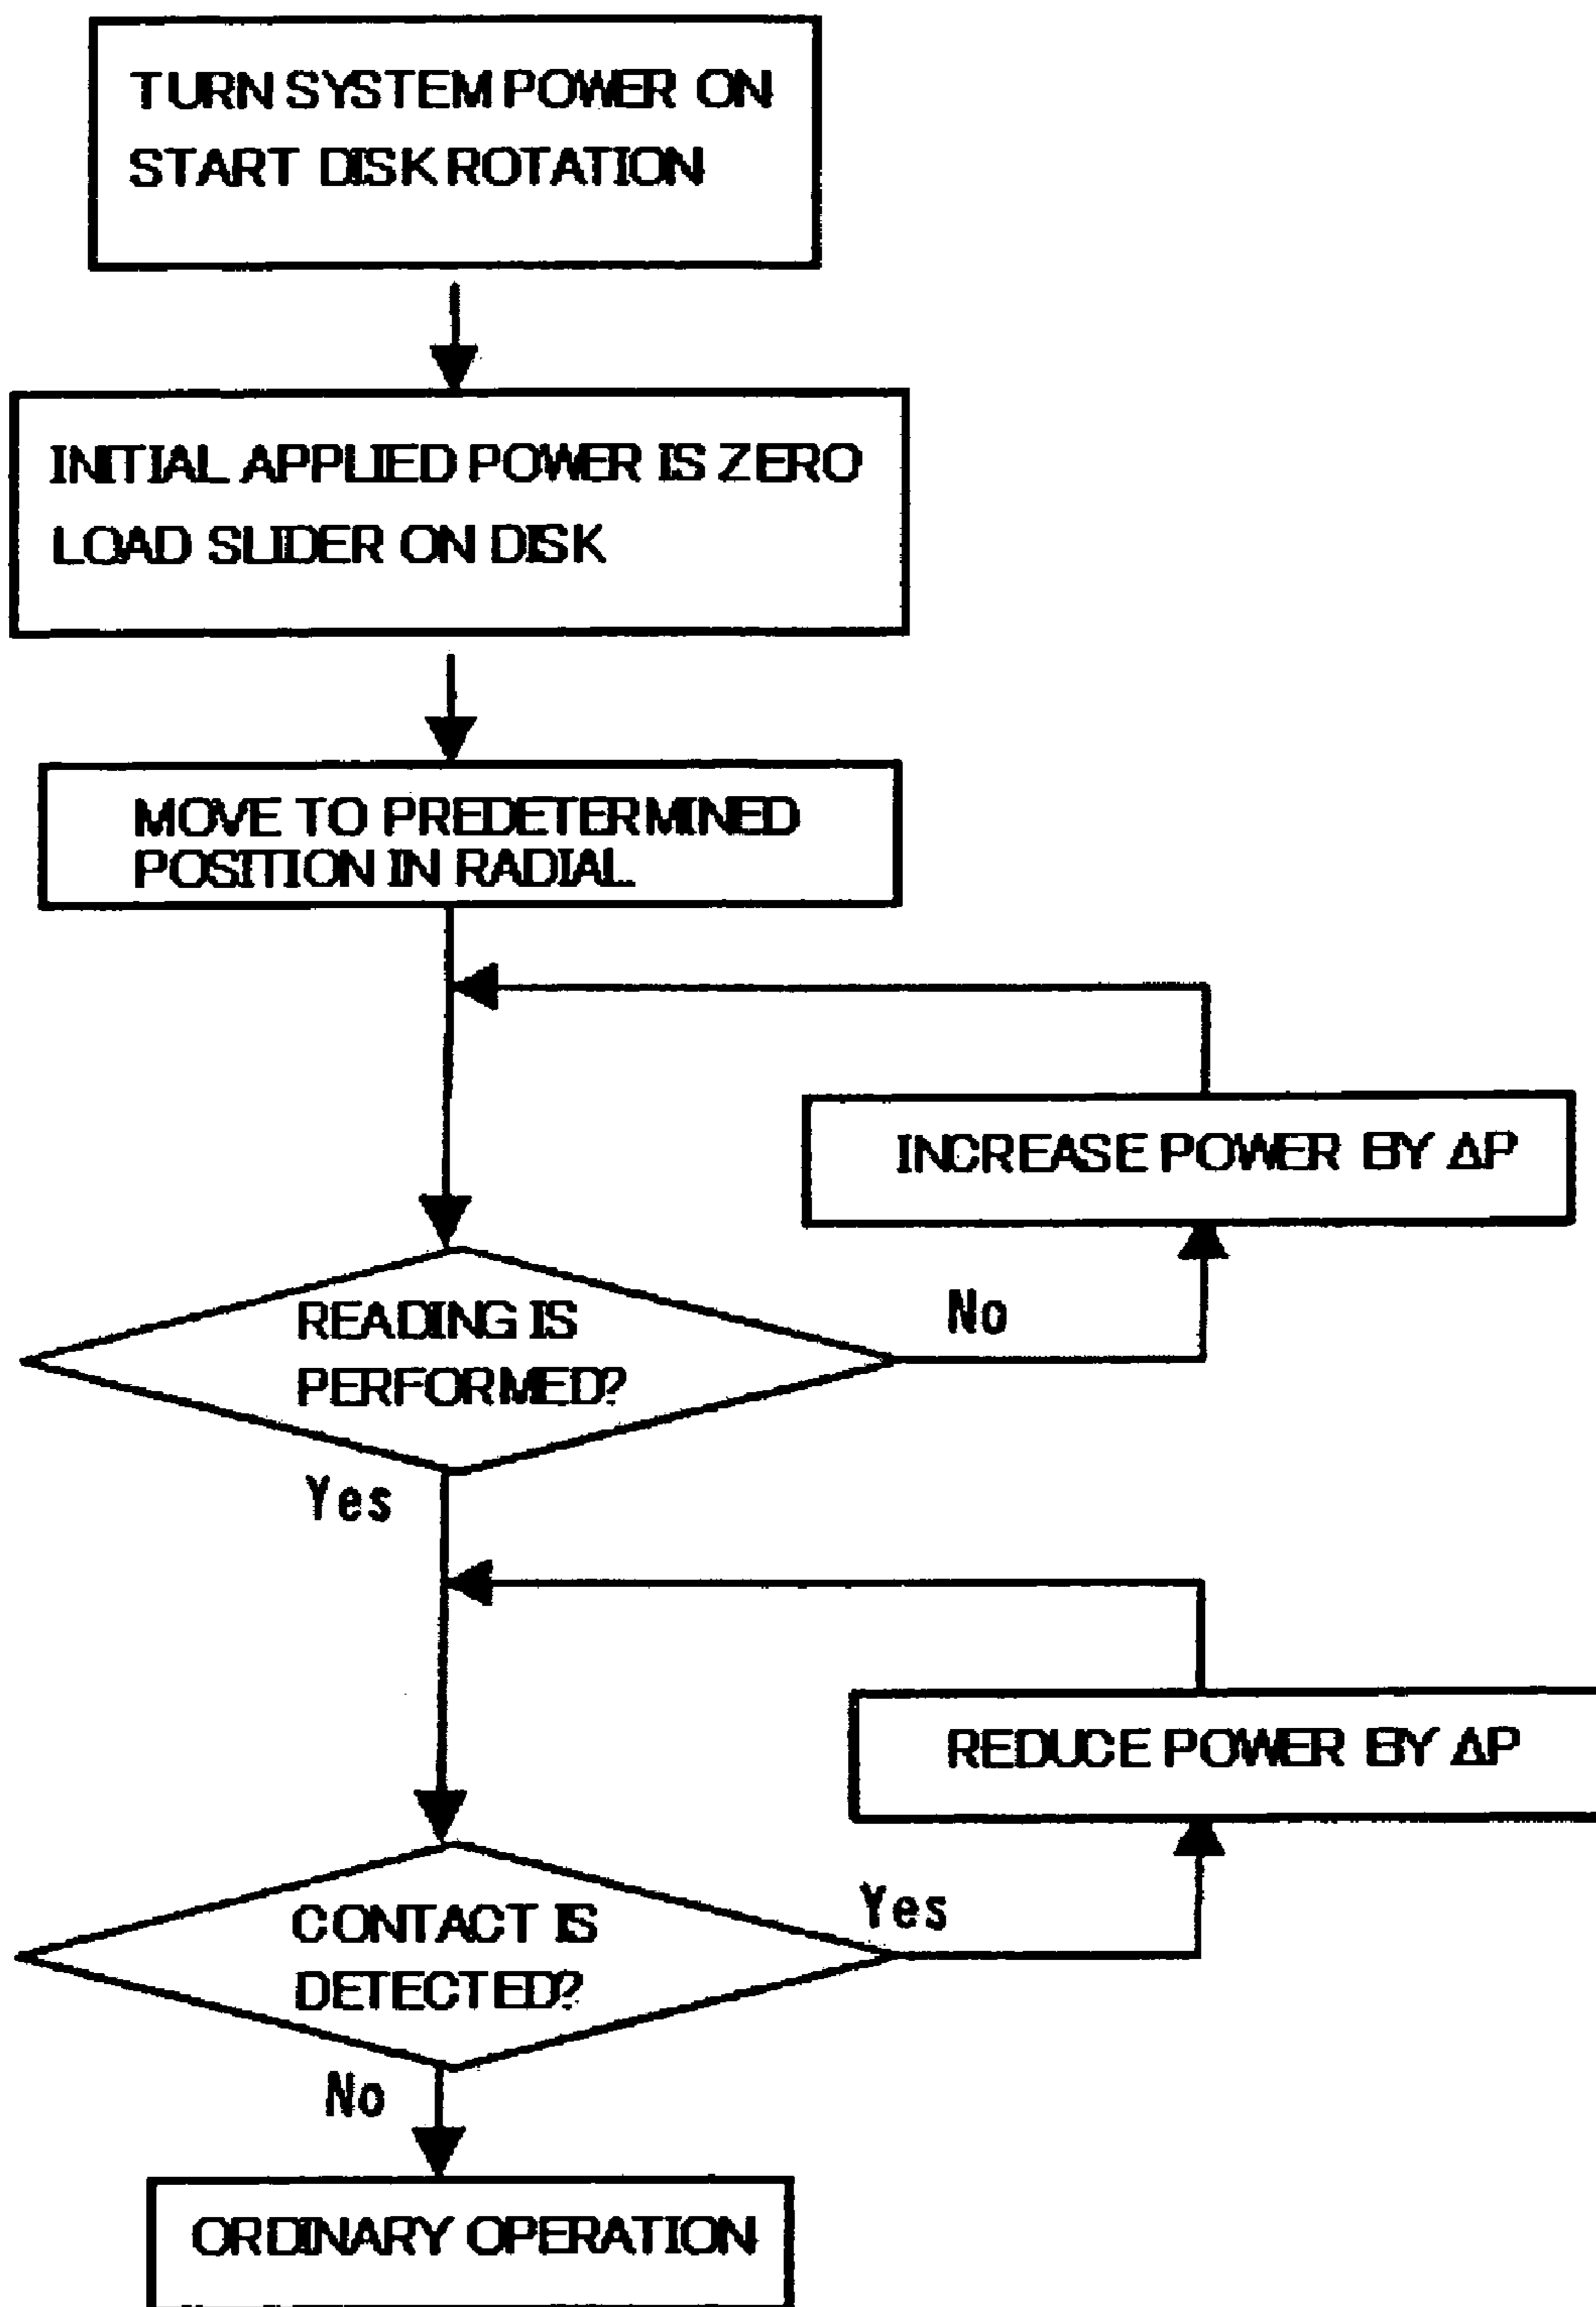 TURN SYSTEM POWER ON
START DISK ROTATION
INITIAL APPLIED POWER IS ZERO
LOAD SLIDER ON DISK
MOVE TO PREDETERMINED
POSITION IN RADIAL
INCREASE POWER BY ΔP
READING IS
PERFORMED?
No
Yes
REDUCE POWER BY ΔP
CONTACT IS
DETECTED?
Yes
No
ORDINARY OPERATION